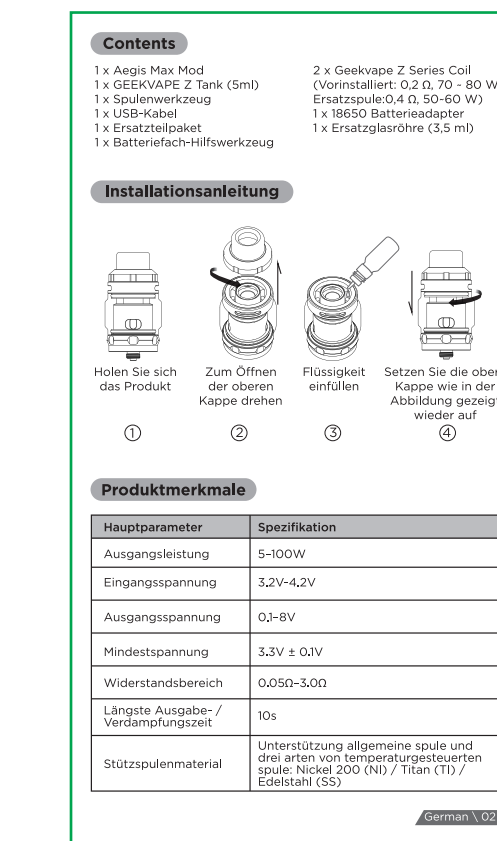 Contents
1 x Aegis Max Mod
1 x GEEKVAPE Z Tank (5ml)
1 x Spulenwerkzeug
1 x USB-Kabel
1 x Ersatzteilpaket
1 x Batteriefach-Hilfswerkzeug
2 x Geekvape Z Series Coil
(Vorinstalliert: 0,2 Ω, 70 ~ 80 W
Ersatzspule:0,4 Ω, 50-60 W)
1 x 18650 Batterieadapter
1 x Ersatzglasröhre (3,5 ml)
Installationsanleitung
Holen Sie sich
das Produkt
①
Zum Öffnen
der oberen
Kappe drehen
②
Flüssigkeit
einfüllen
③
Setzen Sie die ober
Kappe wie in der
Abbildung gezeigt
wieder auf
④
Produktmerkmale
Hauptparameter Spezifikation
Ausgangsleistung 5-100W
Eingangsspannung 3.2V-4.2V
Ausgangsspannung 0.1-8V
Mindestspannung 3.3V ± 0.1V
Widerstandsbereich 0.05Ω-3.0Ω
Längste Ausgabe- /
Verdampfungszeit
10s
Stützspulenmaterial
Unterstützung allgemeine spule und
drei arten von temperaturgesteuerten
spule: Nickel 200 (NI) / Titan (TI) /
Edelstahl (SS)
German \ 02